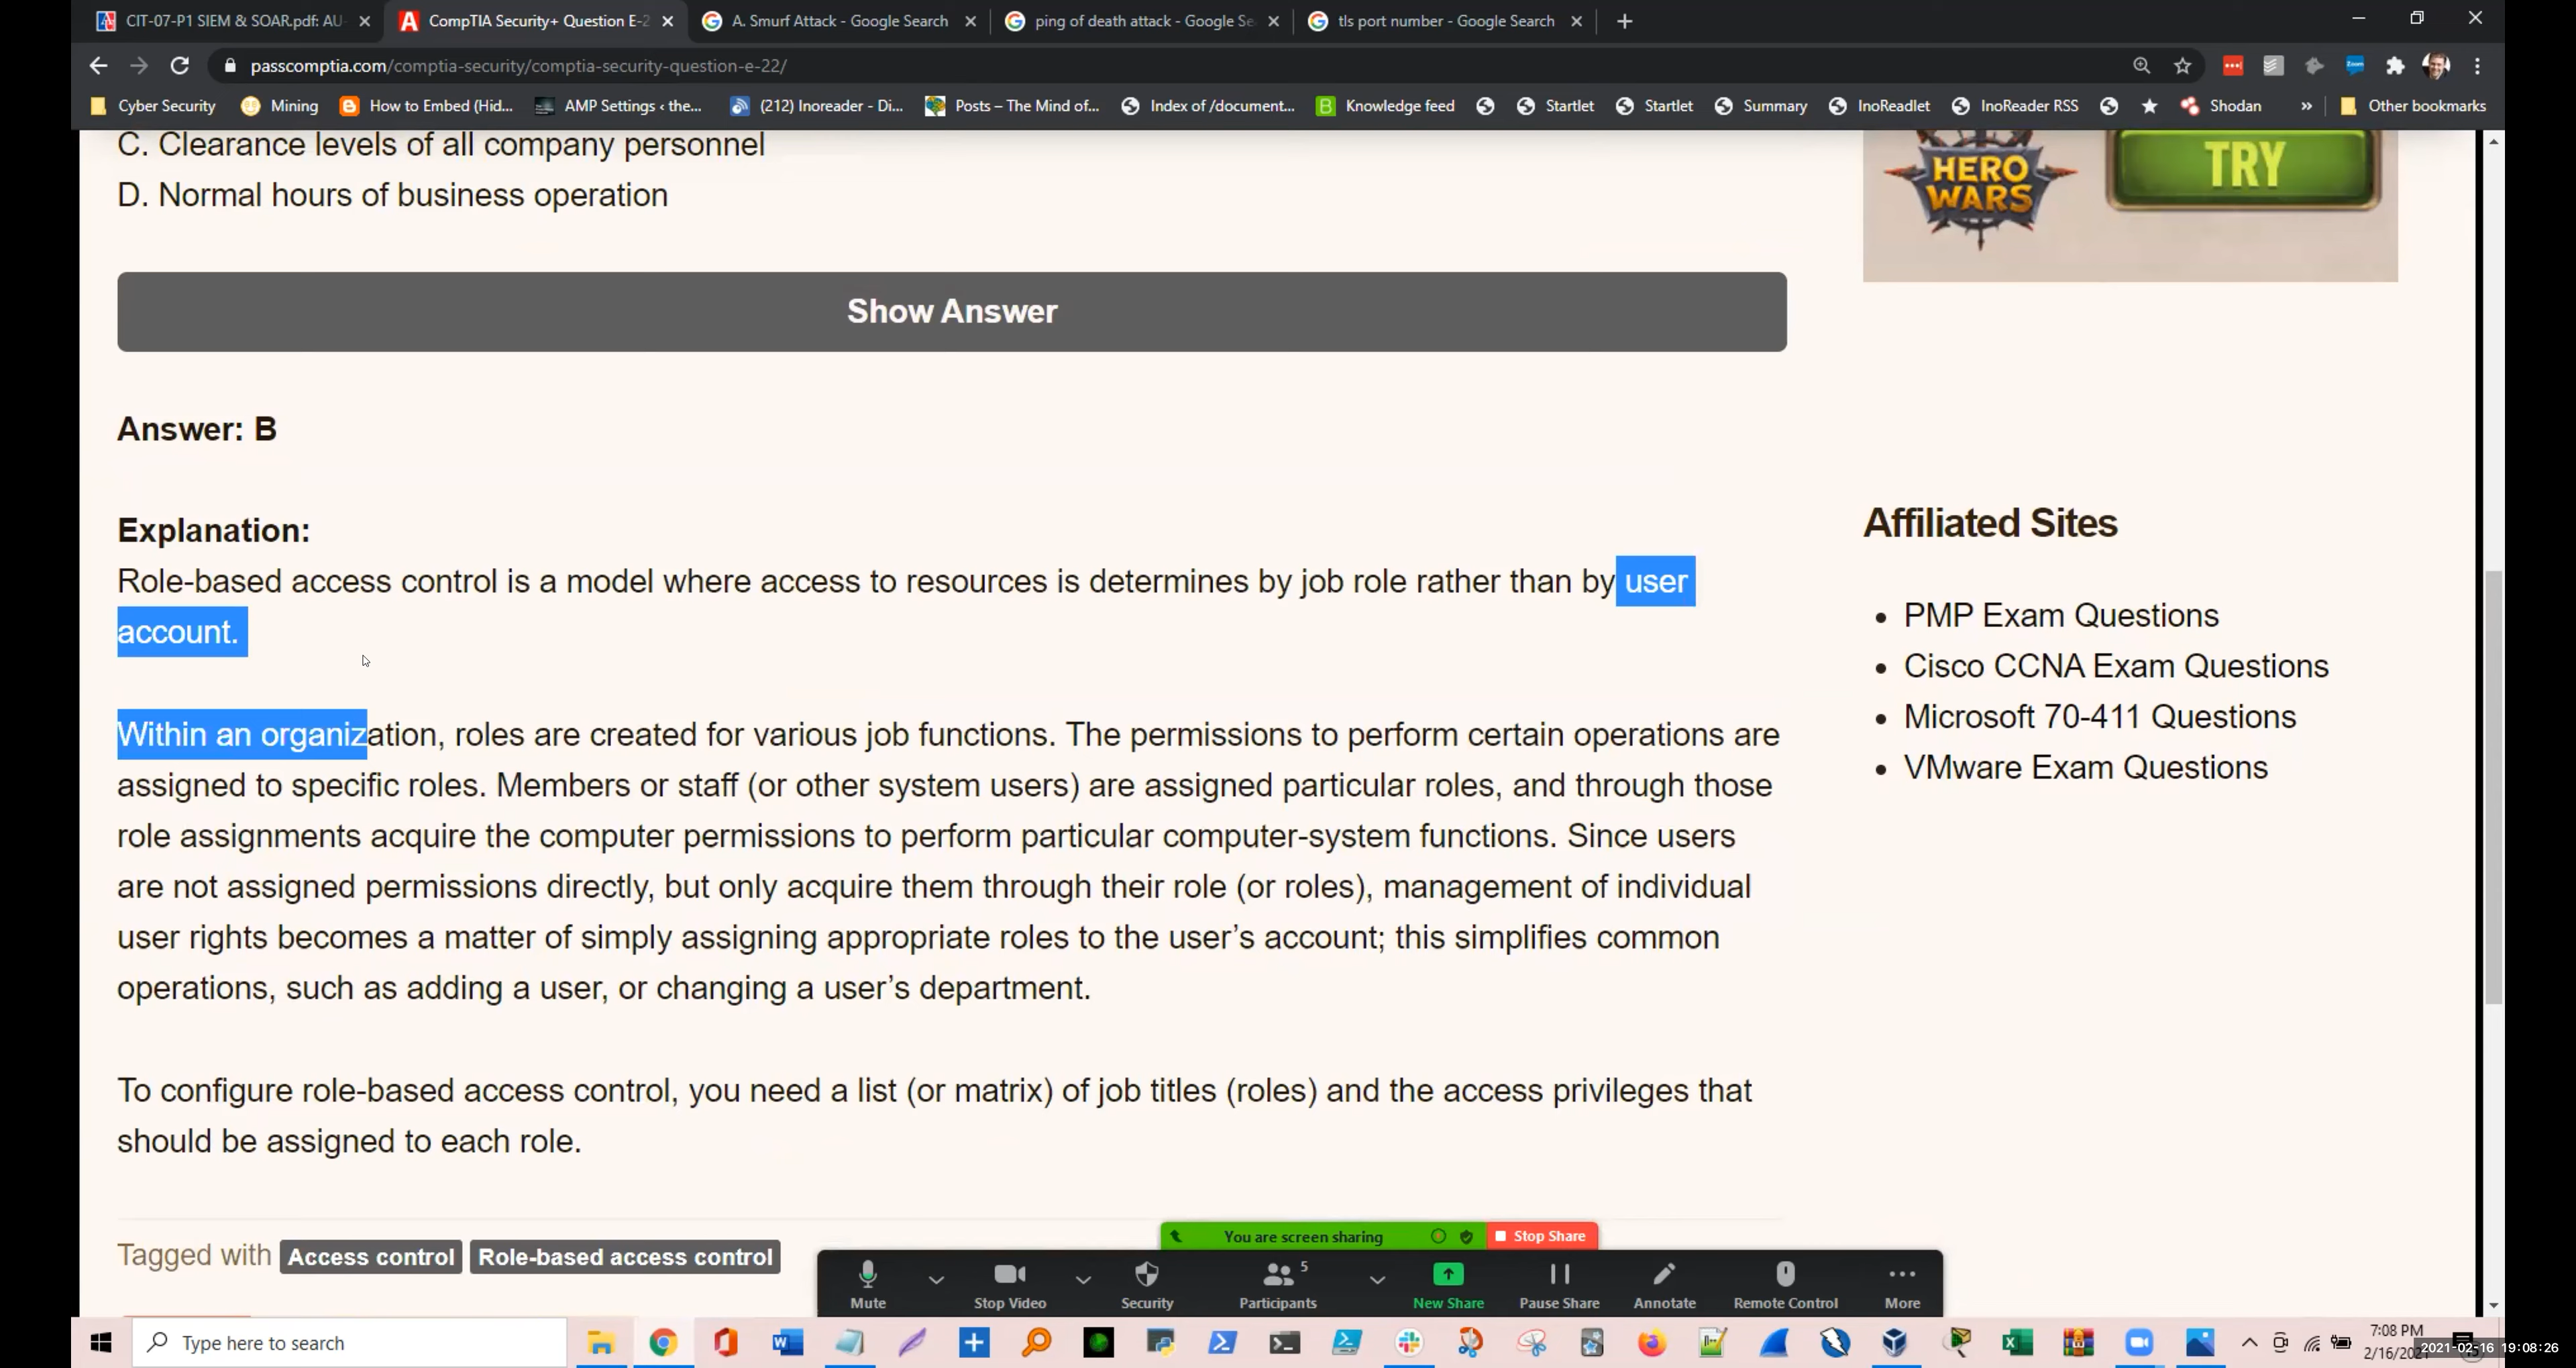 CIT-07-P1 SIEM & SOAR.pdf: AU-
CompTIA Security+ Question E-2
A. Smurf Attack - Google Search
ping of death attack - Google Se
tls port number - Google Search
passcomptia.com/comptia-security/comptia-security-question-e-22/
Cyber Security
Mining
How to Embed (Hid...
AMP Settings ‹ the...
(212) Inoreader - Di...
Posts – The Mind of...
Index of /document...
Knowledge feed
Startlet
Startlet
Summary
InoReadlet
InoReader RSS
Shodan
»
Other bookmarks
C. Clearance levels of all company personnel
D. Normal hours of business operation
HERO
WARS
TRY
Show Answer
Answer: B
Explanation:
Role-based access control is a model where access to resources is determines by job role rather than by user
account.
Within an organization, roles are created for various job functions. The permissions to perform certain operations are
assigned to specific roles. Members or staff (or other system users) are assigned particular roles, and through those
role assignments acquire the computer permissions to perform particular computer-system functions. Since users
are not assigned permissions directly, but only acquire them through their role (or roles), management of individual
user rights becomes a matter of simply assigning appropriate roles to the user’s account; this simplifies common
operations, such as adding a user, or changing a user’s department.
To configure role-based access control, you need a list (or matrix) of job titles (roles) and the access privileges that
should be assigned to each role.
Tagged with Access control Role-based access control
Affiliated Sites
• PMP Exam Questions
• Cisco CCNA Exam Questions
• Microsoft 70-411 Questions
• VMware Exam Questions
You are screen sharing
Stop Share
Mute
Stop Video
Security
5
Participants
New Share
Pause Share
Annotate
Remote Control
More
Type here to search
7:08 PM
2/16/202
2021-02-16 19:08:26